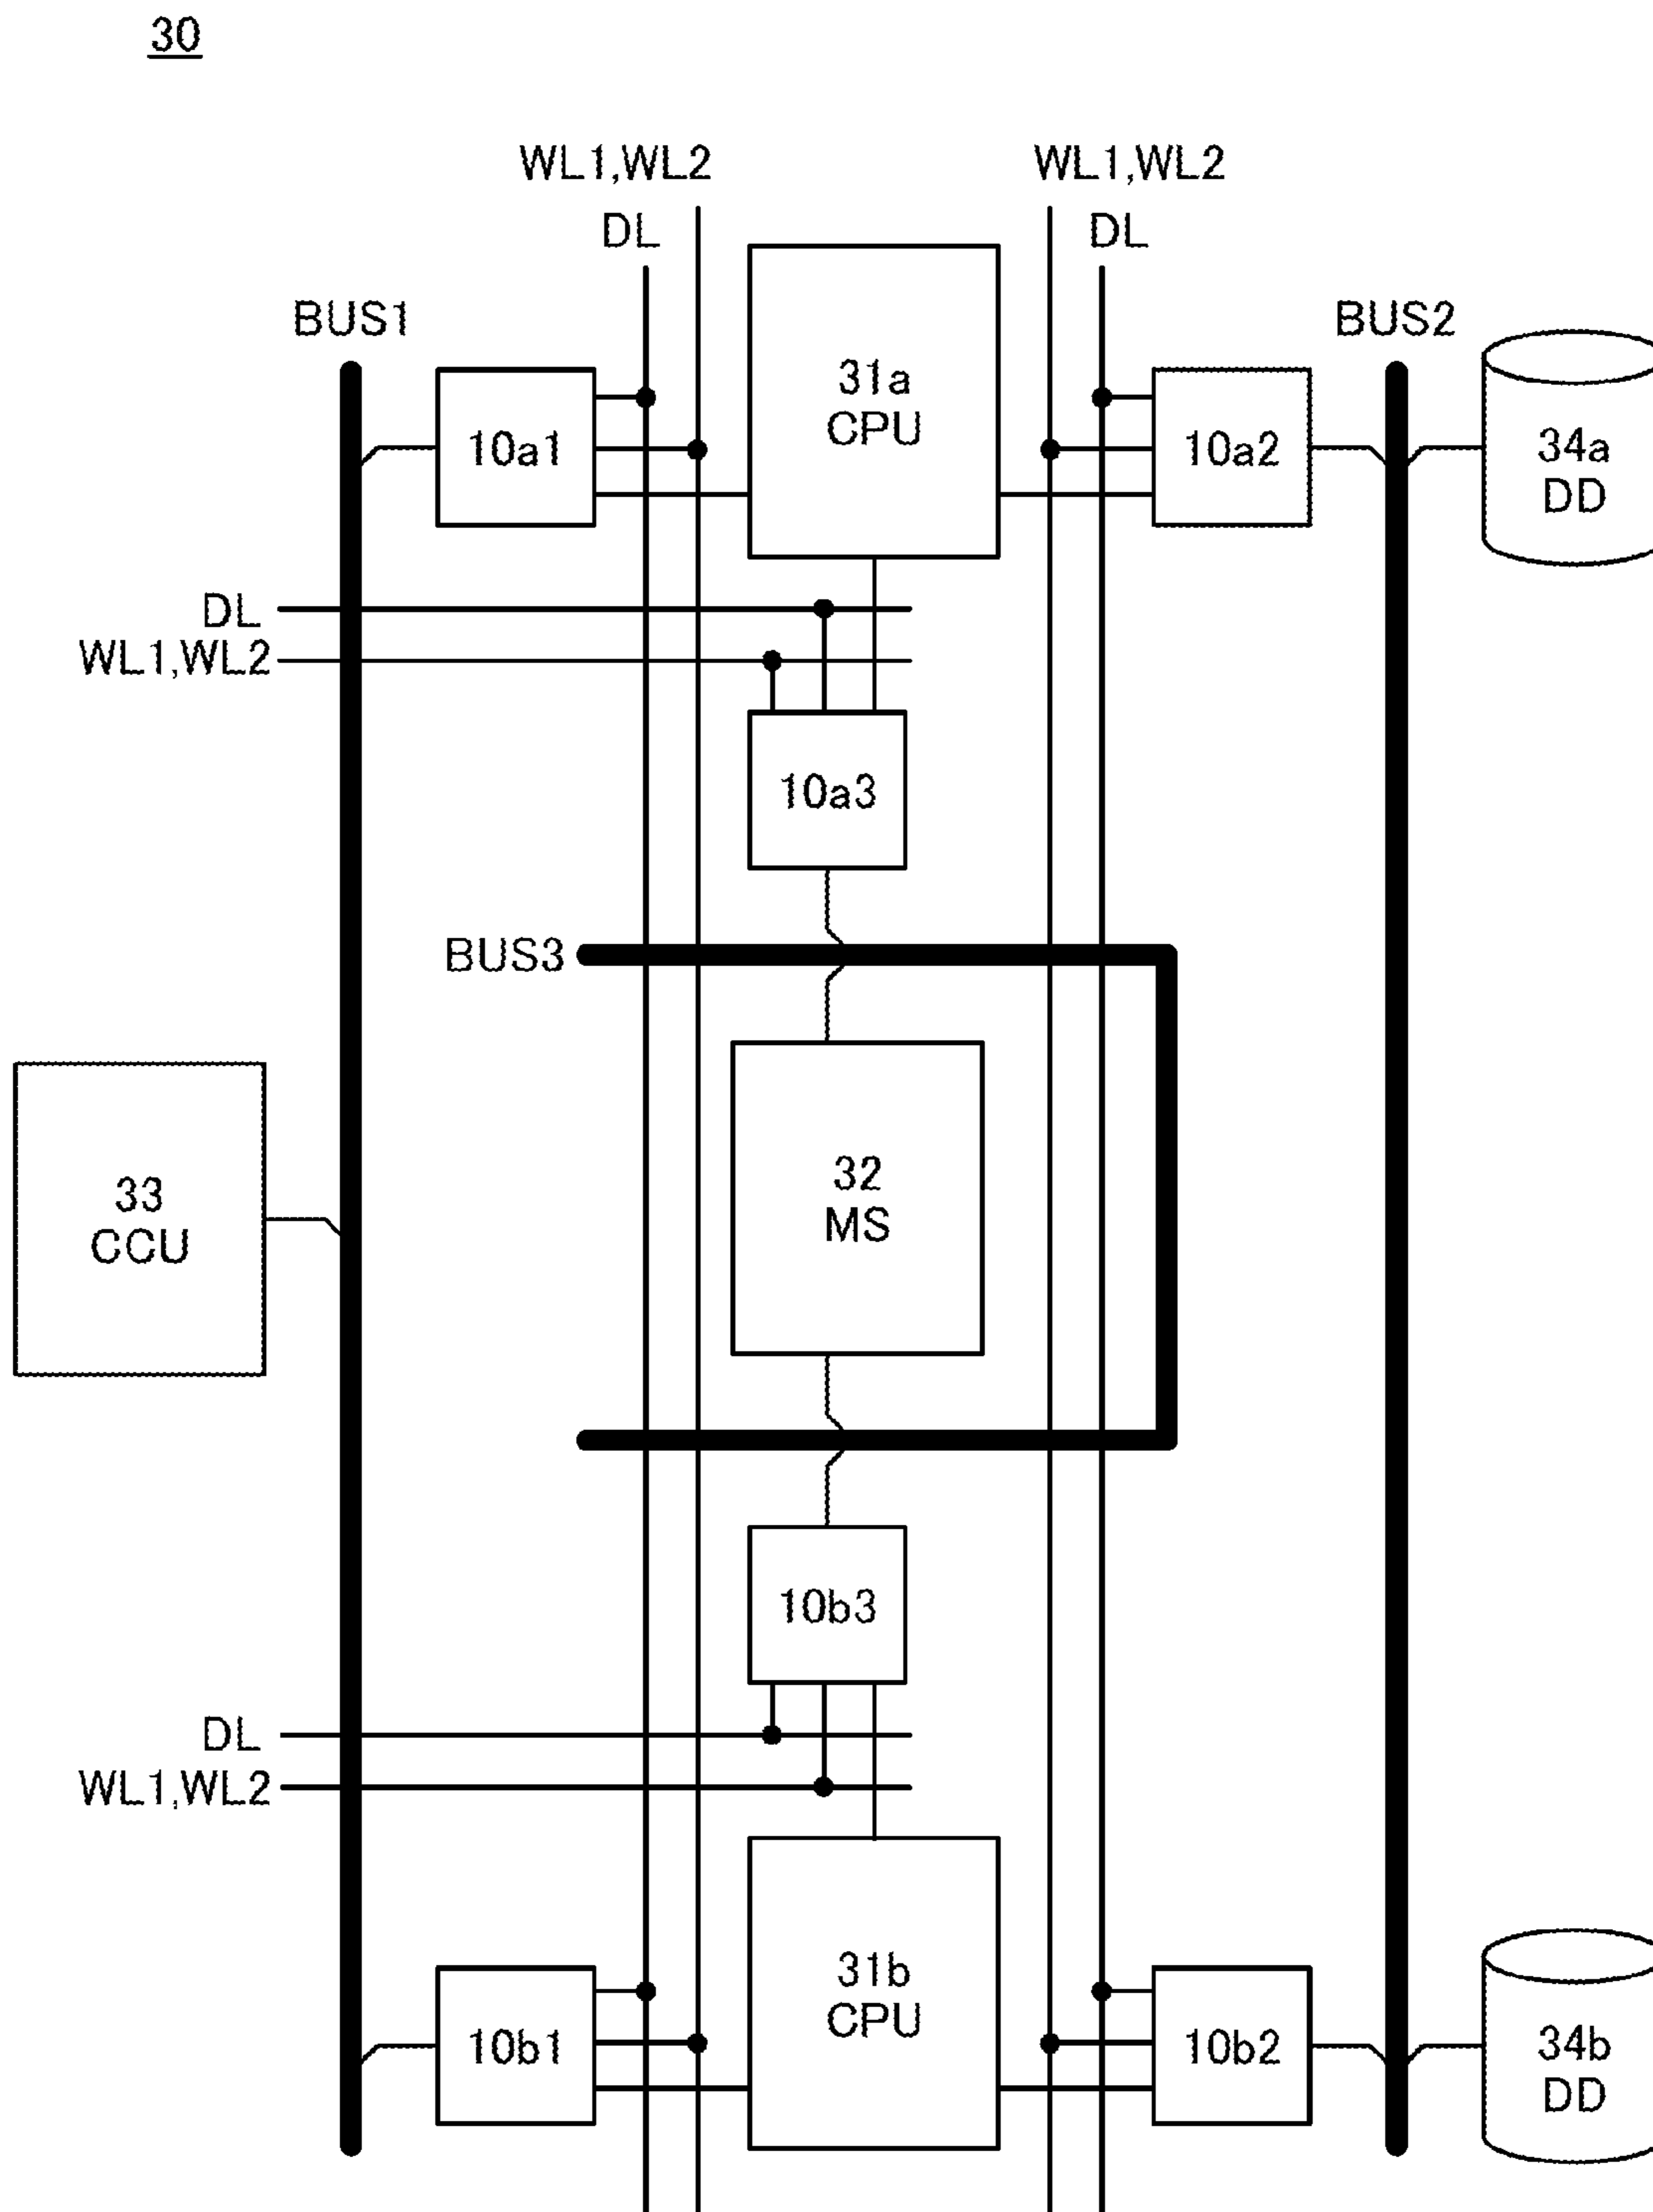 30
WL1,WL2
WL1,WL2
DL
DL
BUS1
BUS2
31a
CPU
10a1
10a2
34a
DD
DL
WL1,WL2
10a3
BUS3
32
MS
33
CCU
10b3
DL
WL1,WL2
31b
CPU
10b1
10b2
34b
DD